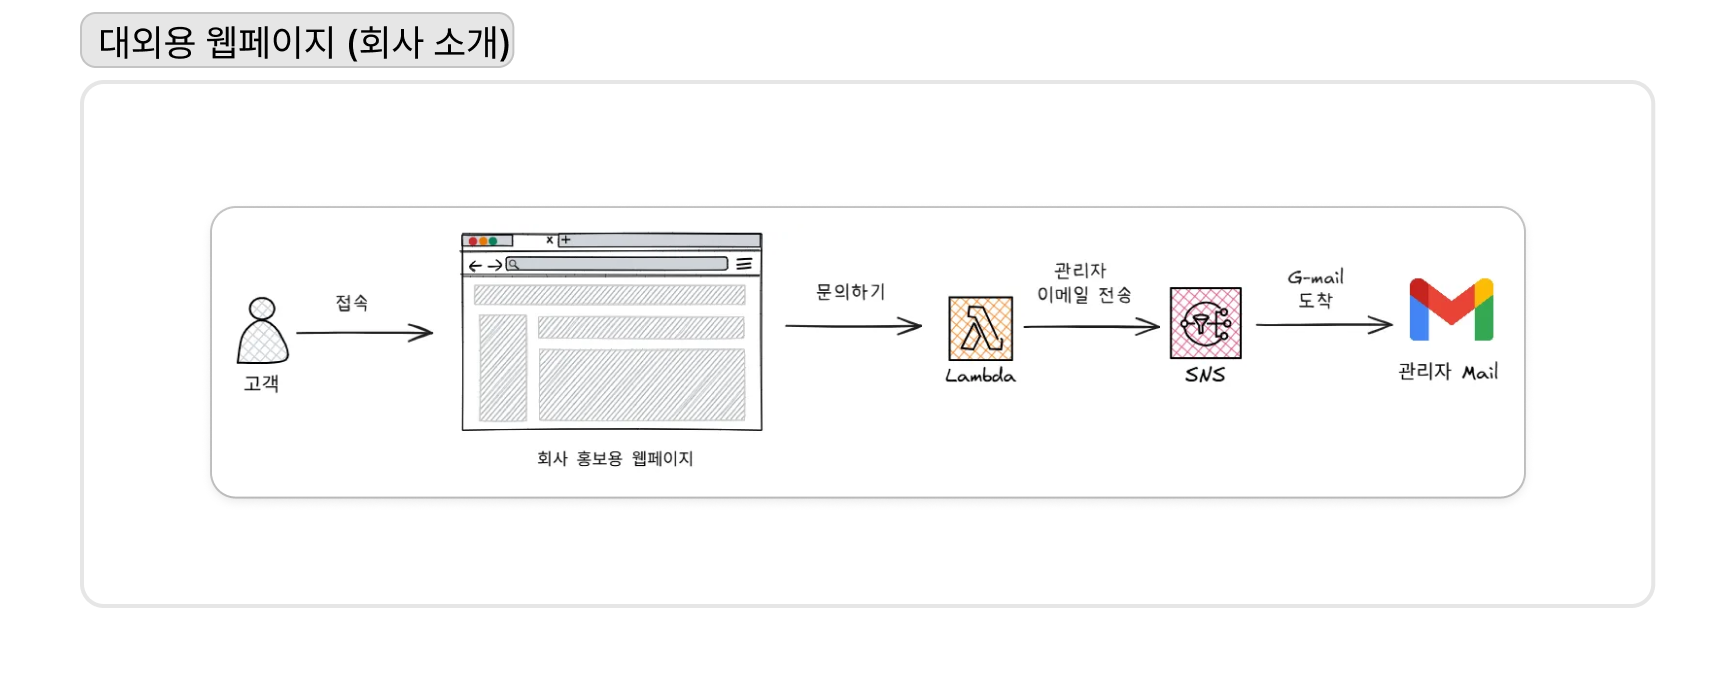 대외용 웹페이지 (회사 소개)
접속
고객
x +
회사 홍보용 웹페이지
문의하기
Lambda
관리자
이메일 전송
SNS
G-mail
도착
관리자 Mail